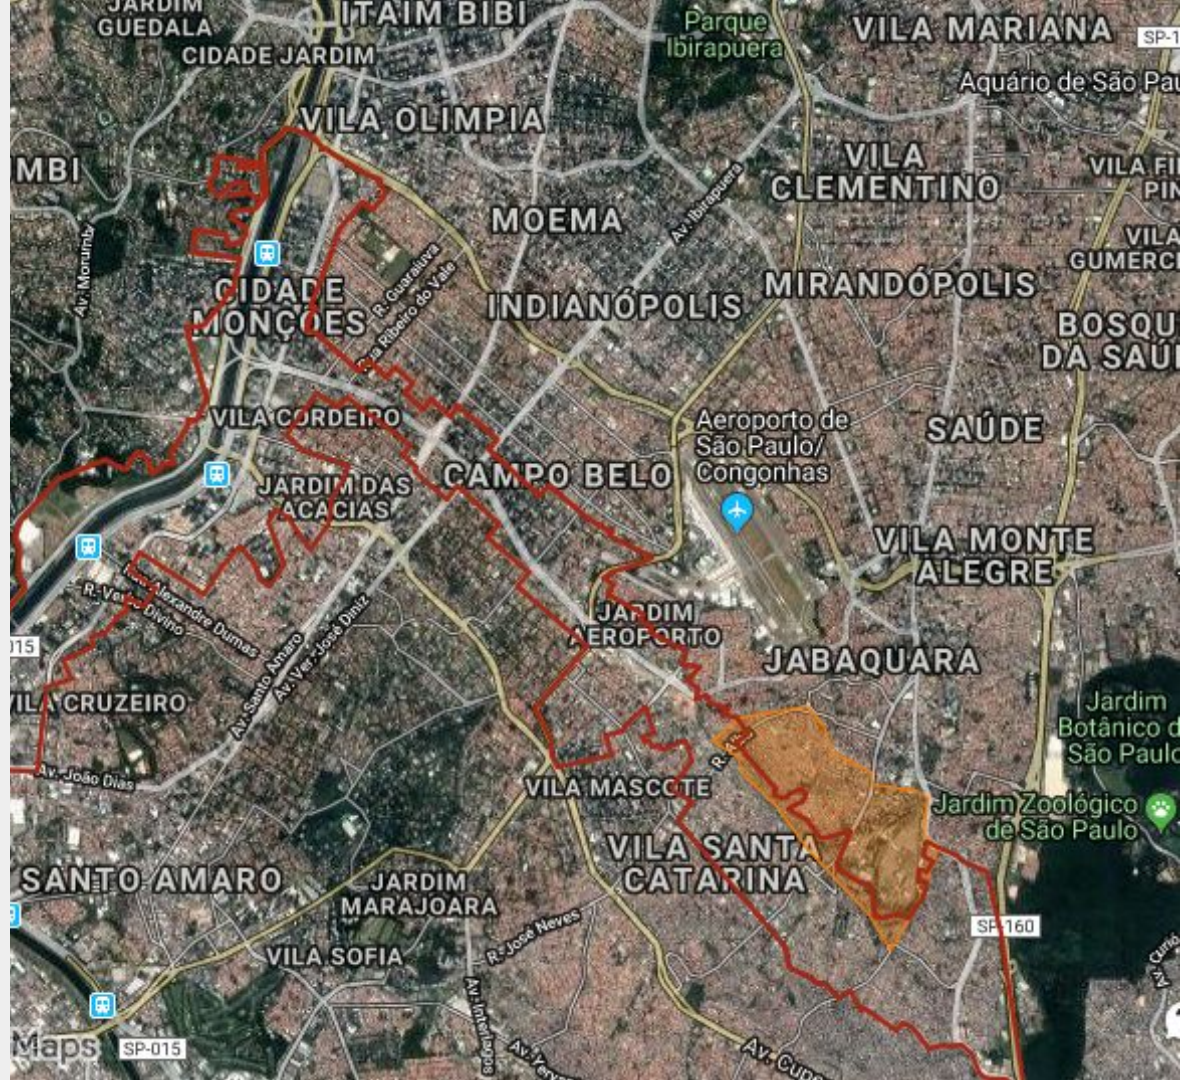 JARDIM
GUEDALA
ITAIM BIBI
CIDADE JARDIM
Parque
Ibirapuera
VILA MARIANA
SP-1
Aquário de São Pau
VILA OLIMPIA
MBI
VILA
CLEMENTINO
VILA FI
PIN
MOEMA
Av. Ibirapuera
Av. Morumbi
VILA
GUMERCI
CIDADE
MONÇÕES
R. Guaraiuva
Ribeiro do Vale
INDIANÓPOLIS
MIRANDÓPOLIS
BOSQU
DA SAÚ
VILA CORDEIRO
Aeroporto de
São Paulo/
Congonhas
SAÚDE
CAMPO BELO
JARDIM DAS
ACACIAS
VILA MONTE
ALEGRE
Alexandre Dumas
R. Verbo Divino
015
JARDIM
AEROPORTO
JABAQUARA
Av. Santo Amaro
Av. Ver. José Diniz
VILA CRUZEIRO
Jardim
Botânico d
São Paulo
Av. João Dias
VILA MASCOTE
Jardim Zoológico
de São Paulo
VILA SANTA
CATARINA
SANTO AMARO
JARDIM
MARAJOARA
R. José Neves
SP-160
VILA SOFIA
Av. Interlagos
Maps
SP-015
Av. Cupe